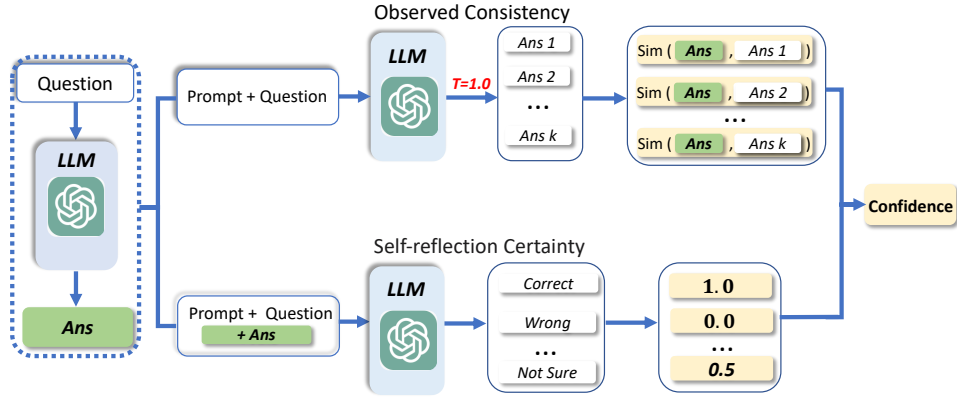 Observed Consistency
Question
LLM
Ans
Prompt + Question
LLM
T=1.0
Ans 1
Ans 2
...
Ans k
Sim ( Ans , Ans 1 )
Sim ( Ans , Ans 2 )
...
Sim ( Ans , Ans k )
Confidence
Self-reflection Certainty
Prompt + Question
+ Ans
LLM
Correct
Wrong
...
Not Sure
1.0
0.0
...
0.5